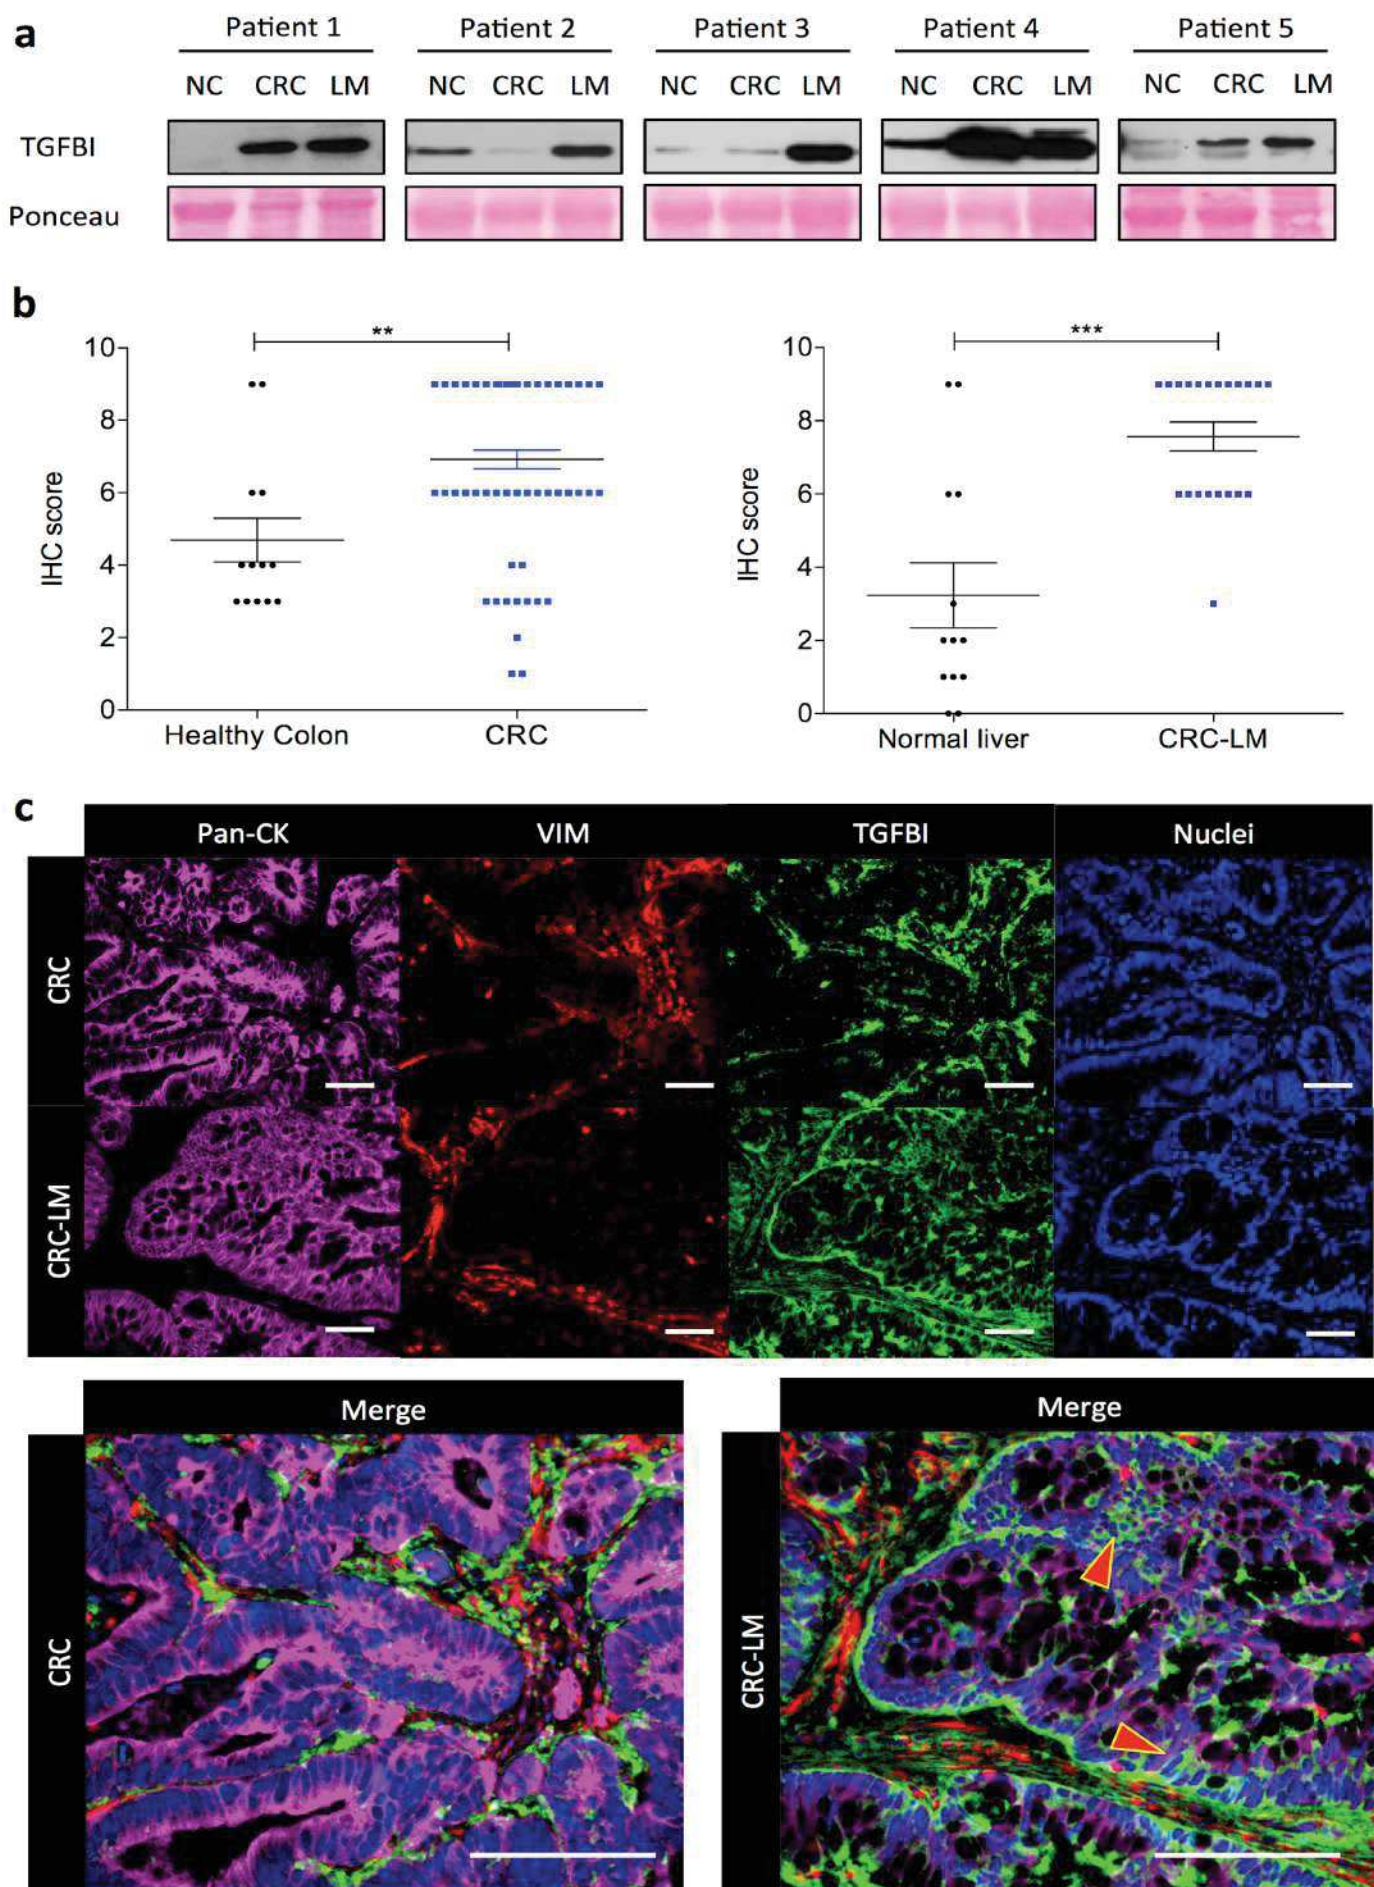 a
Patient 1 Patient 2 Patient 3 Patient 4 Patient 5
NC CRC LM NC CRC LM NC CRC LM NC CRC LM NC CRC LM
TGFBI
Ponceau
b
** ***
10 10
8 8
6 6
4 4
2 2
0 0
IHC score IHC score
Healthy Colon CRC Normal liver CRC-LM
c
Pan-CK VIM TGFBI Nuclei
CRC
CRC-LM
Merge Merge
CRC CRC-LM